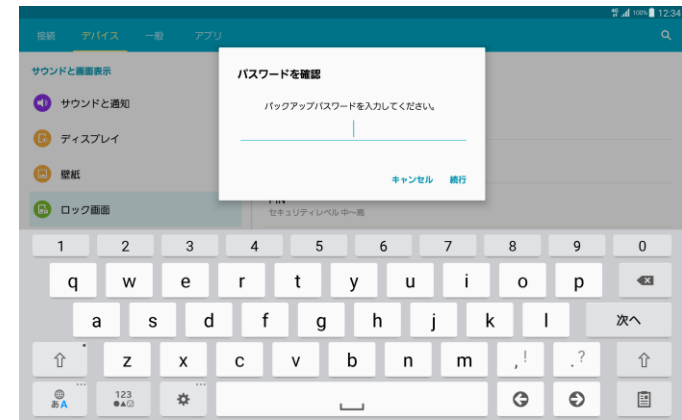 4G 100% 12:34
接続 デバイス 一般 アプリ
サウンドと画面表示
サウンドと通知
ディスプレイ
壁紙
ロック画面
パスワードを確認
バックアップパスワードを入力してください。
キャンセル 続行
PIN
セキュリティレベル 中～高
1 2 3 4 5 6 7 8 9 0
q w e r t y u i o p
a s d f g h j k l 次へ
z x c v b n m , ! . ?
あA 123